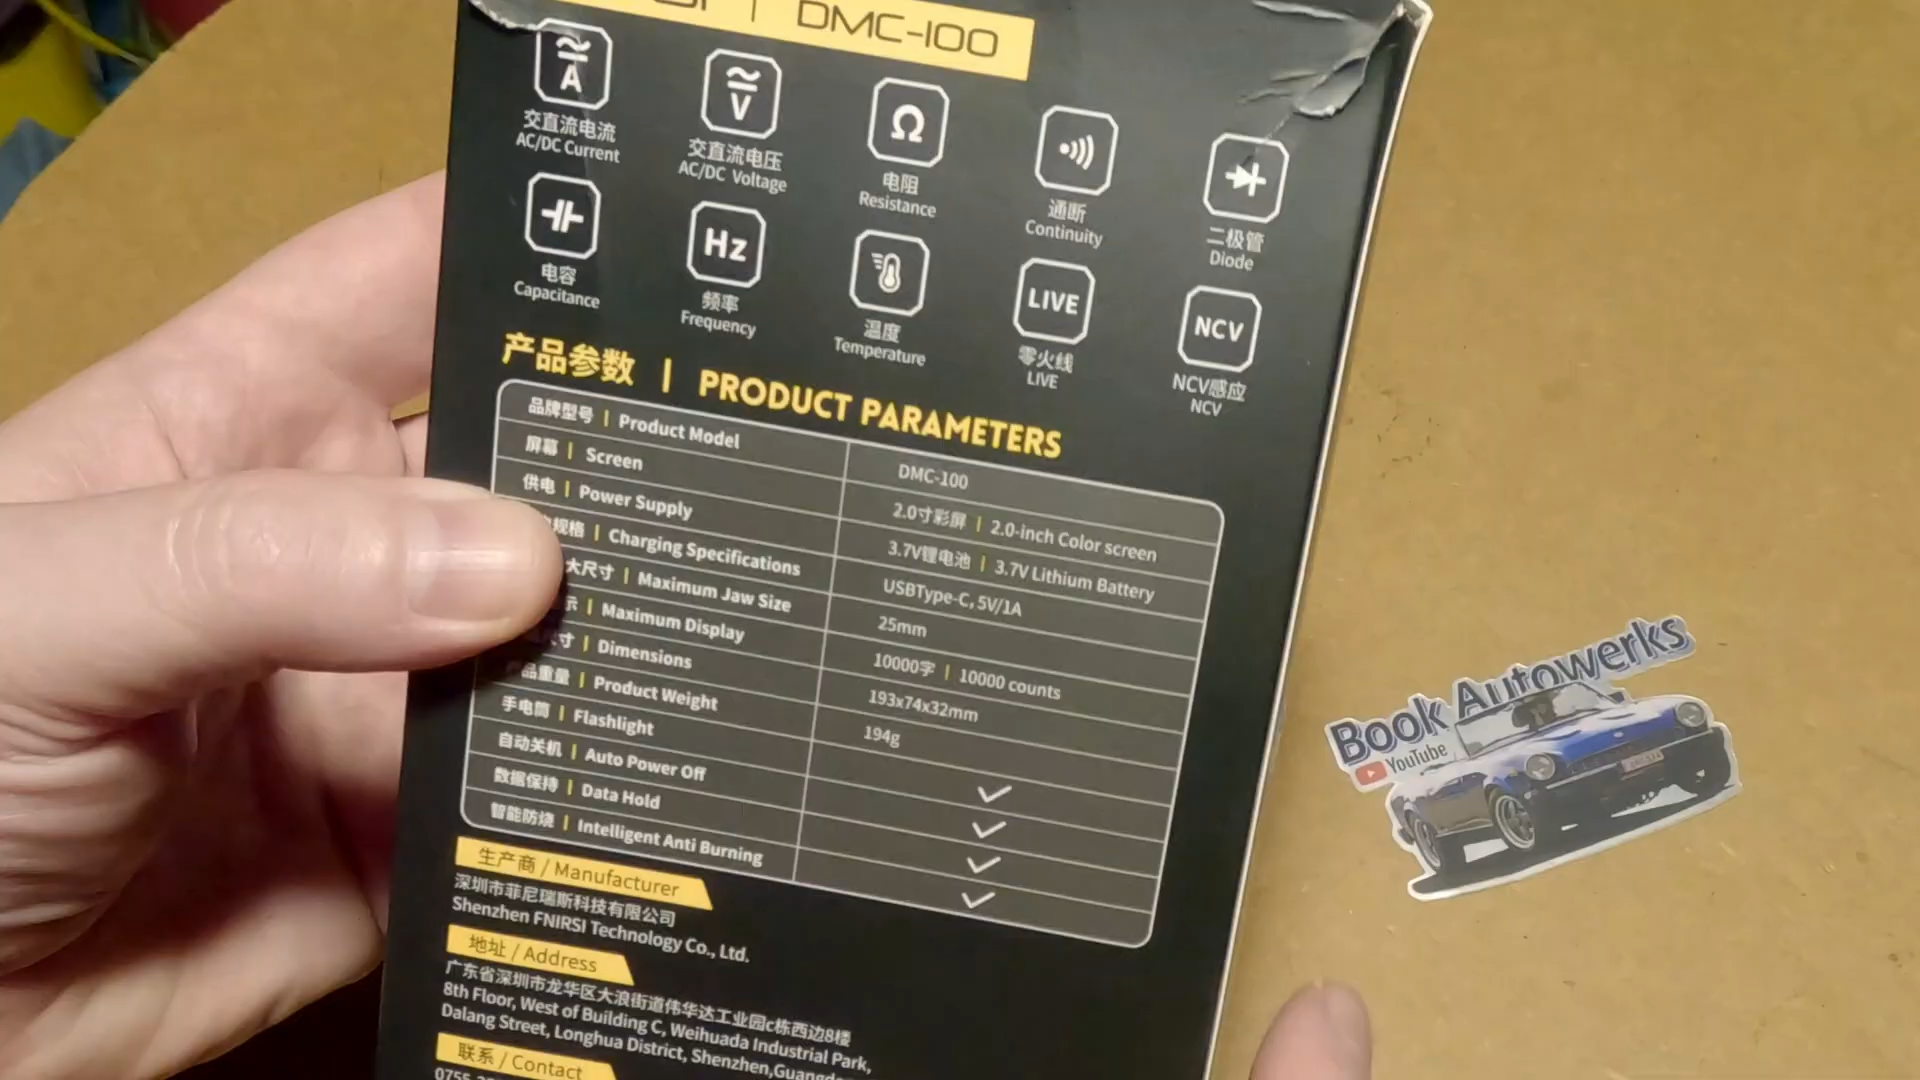 DMC-100
A
V
Ω
交直流电流
AC/DC Current
交直流电压
AC/DC Voltage
电阻
Resistance
通断
Continuity
二极管
Diode
Hz
LIVE
NCV
电容
Capacitance
频率
Frequency
温度
Temperature
零火线
LIVE
NCV感应
NCV
产品参数 | PRODUCT PARAMETERS
品牌型号 | Product Model DMC-100
屏幕 | Screen 2.0寸彩屏 | 2.0-inch Color screen
供电 | Power Supply 3.7V锂电池 | 3.7V Lithium Battery
规格 | Charging Specifications USBType-C, 5V/1A
大尺寸 | Maximum Jaw Size 25mm
示 | Maximum Display 10000字 | 10000 counts
寸 | Dimensions 193x74x32mm
品重量 | Product Weight 194g
手电筒 | Flashlight ✓
自动关机 | Auto Power Off ✓
数据保持 | Data Hold ✓
智能防烧 | Intelligent Anti Burning ✓
生产商 / Manufacturer
深圳市菲尼瑞斯科技有限公司
Shenzhen FNIRSI Technology Co., Ltd.
地址 / Address
广东省深圳市龙华区大浪街道伟华达工业园c栋西边8楼
8th Floor, West of Building C, Weihuada Industrial Park,
Dalang Street, Longhua District, Shenzhen,
联系 / Contact
Book Autowerks
YouTube